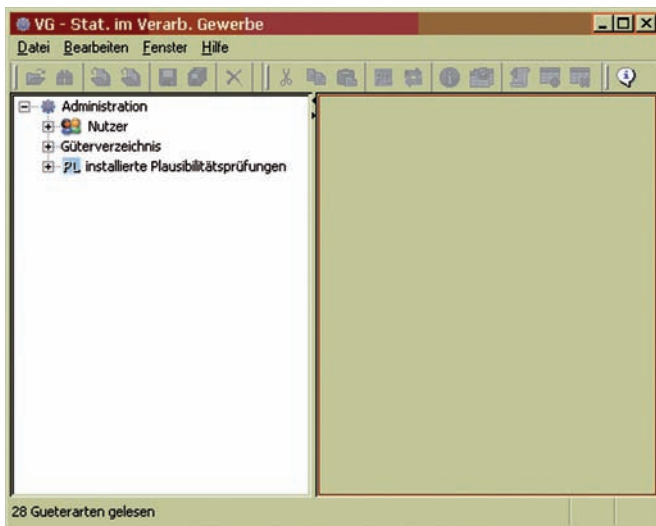 VG - Stat. im Verarb. Gewerbe
Datei Bearbeiten Fenster Hilfe
Administration
Nutzer
Güterverzeichnis
PL installierte Plausibilitätsprüfungen
28 Gueterarten gelesen